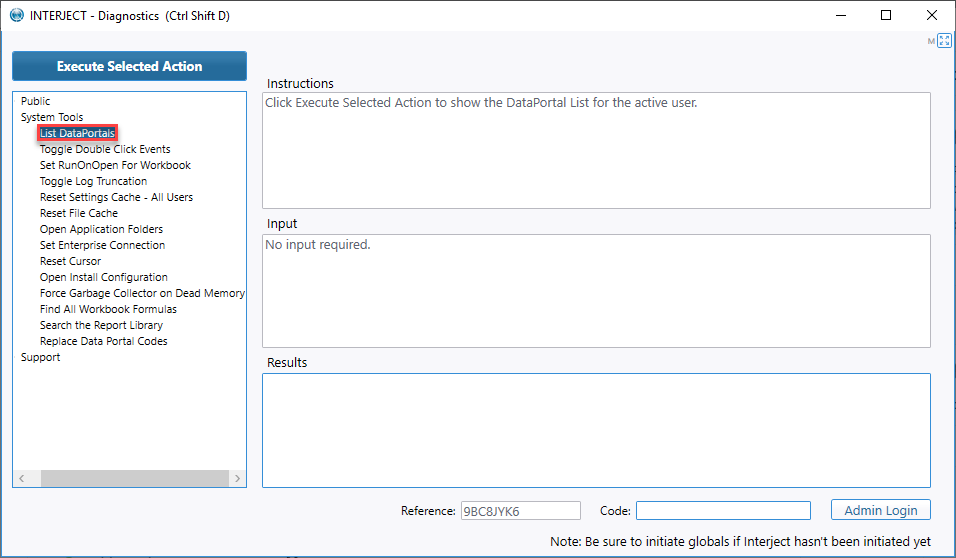 INTERJECT - Diagnostics (Ctrl Shift D)
M
Execute Selected Action
Public
System Tools
List DataPortals
Toggle Double Click Events
Set RunOnOpen For Workbook
Toggle Log Truncation
Reset Settings Cache - All Users
Reset File Cache
Open Application Folders
Set Enterprise Connection
Reset Cursor
Open Install Configuration
Force Garbage Collector on Dead Memory
Find All Workbook Formulas
Search the Report Library
Replace Data Portal Codes
Support
Instructions
Click Execute Selected Action to show the DataPortal List for the active user.
Input
No input required.
Results
Reference: 9BC8JYK6 Code: Admin Login
Note: Be sure to initiate globals if Interject hasn't been initiated yet